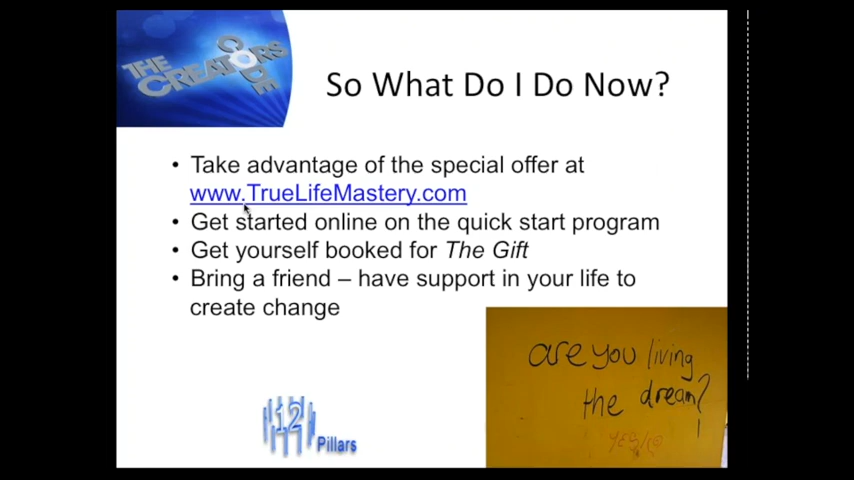 THE CREATORS CODE
So What Do I Do Now?
• Take advantage of the special offer at
www.TrueLifeMastery.com
• Get started online on the quick start program
• Get yourself booked for The Gift
• Bring a friend – have support in your life to
create change
are you living
the dream?
12 Pillars